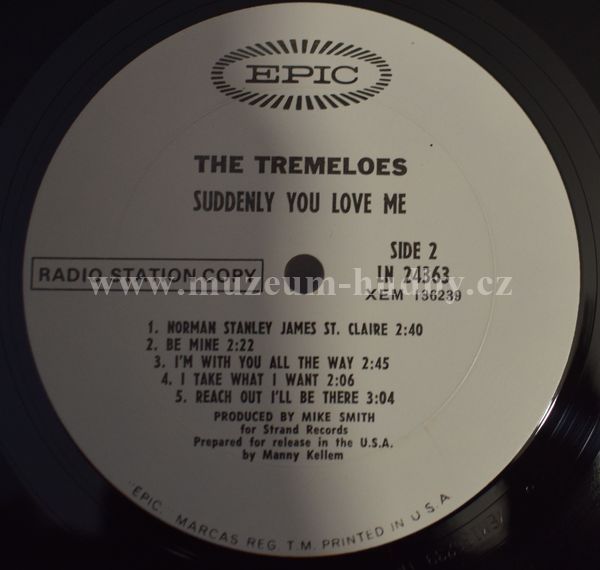 EPIC
THE TREMELOES
SUDDENLY YOU LOVE ME
SIDE 2
RADIO STATION COPY
LN 24363
www.muzeum-hudby.cz
XEM 136239
1. NORMAN STANLEY JAMES ST. CLAIRE 2:40
2. BE MINE 2:22
3. I'M WITH YOU ALL THE WAY 2:45
4. I TAKE WHAT I WANT 2:06
5. REACH OUT I'LL BE THERE 3:04
PRODUCED BY MIKE SMITH
for Strand Records
Prepared for release in the U.S.A.
by Manny Kellem
"EPIC," MARCAS REG. T.M. PRINTED IN U.S.A.